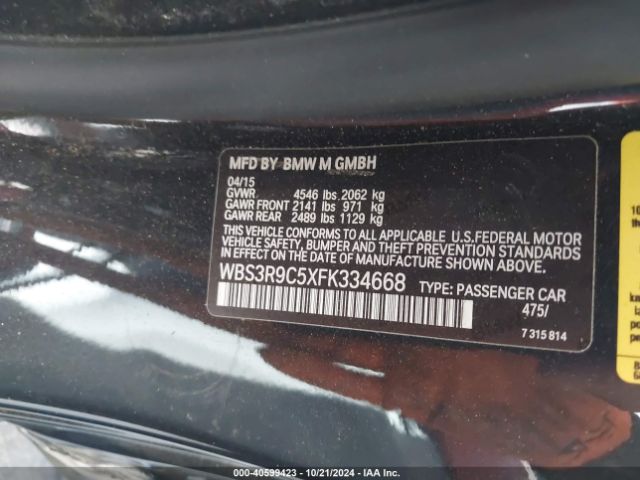 MFD BY BMW M GMBH
04/15
GVWR 4546 lbs 2062 kg
GAWR FRONT 2141 lbs 971 kg
GAWR REAR 2489 lbs 1129 kg
THIS VEHICLE CONFORMS TO ALL APPLICABLE U.S.FEDERAL MOTOR
VEHICLE SAFETY, BUMPER AND THEFT PREVENTION STANDARDS
IN EFFECT ON THE DATE OF MANUFACTURE SHOWN ABOVE.
WBS3R9C5XFK334668 TYPE: PASSENGER CAR
475/
7 315 814
00-40599423 - 10/21/2024 - IAA Inc.